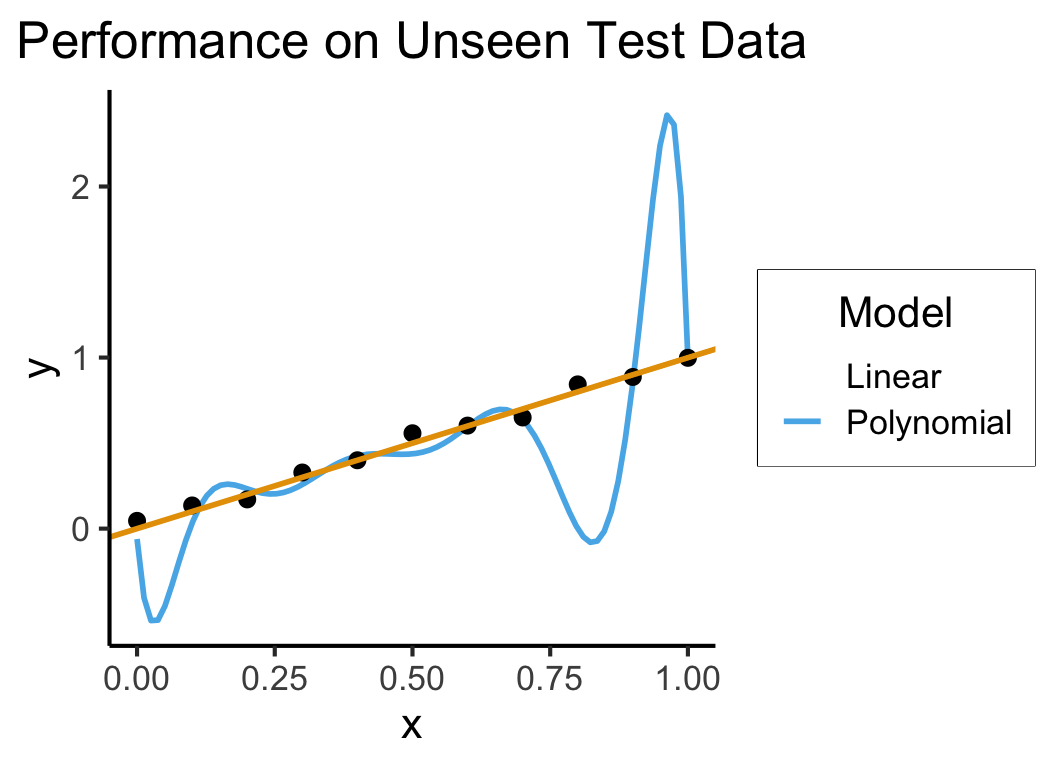 Performance on Unseen Test Data
y
2
1
0
0.00 0.25 0.50 0.75 1.00
x
Model
Linear
Polynomial